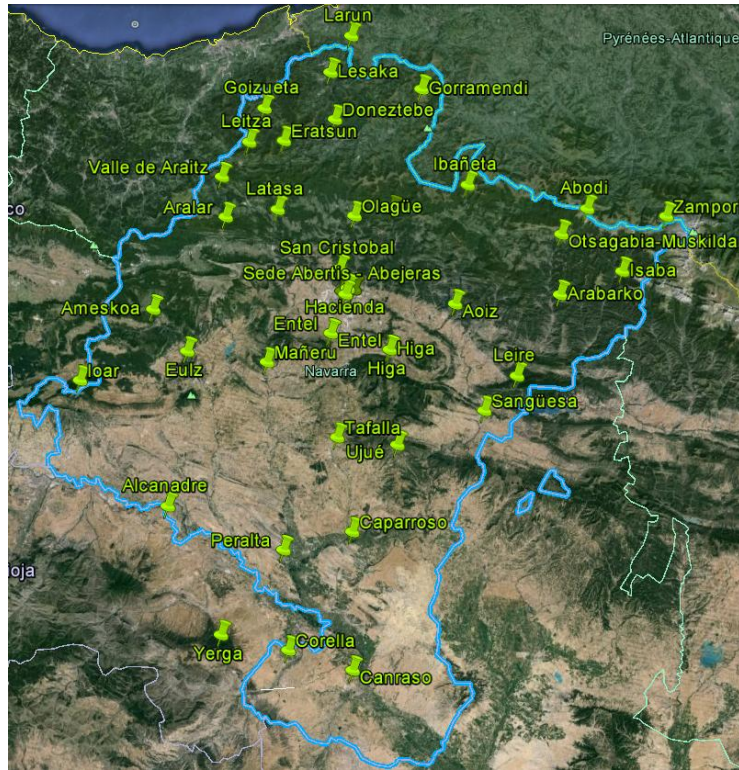 Larun
Pyrénées-Atlantique
Lesaka
Goizueta
Gorramendi
Doneztebe
Leitza
Eratsun
Valle de Araitz
Ibañeta
Latasa
Abodi
Aralar
Olagüe
Zampor
co
Otsagabia-Muskilda
San Cristobal
Isaba
Sede Abertis - Abejeras
Ameskoa
Hacienda
Aoiz
Arabarko
Entel
Entel
Higa
Mañeru
Eulz
Higa
Leire
Ioar
Navarra
Sangüesa
Tafalla
Ujué
Alcanadre
Caparroso
Peralta
ioja
Yerga
Corella
Canraso